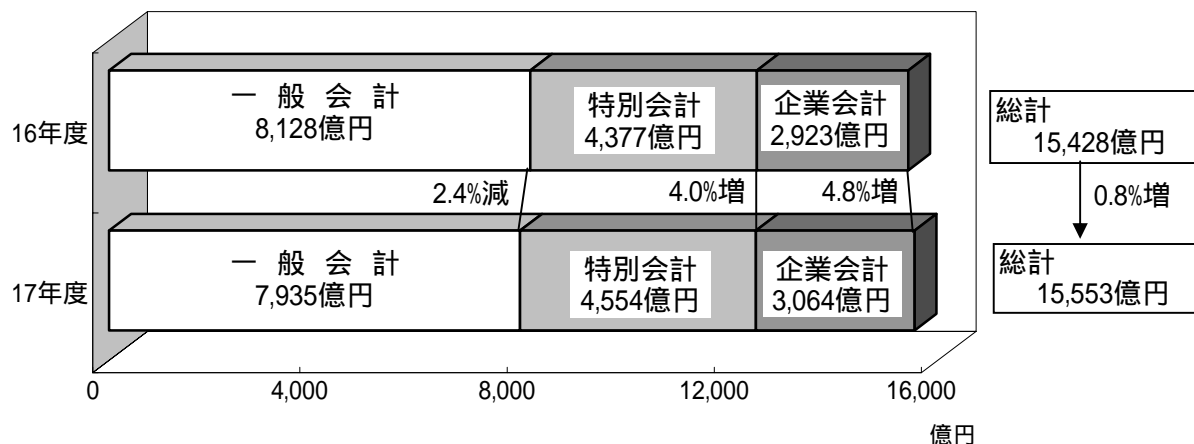 16年度
一般会計
8,128億円
特別会計
4,377億円
企業会計
2,923億円
総計
15,428億円
2.4%減
4.0%増
4.8%増
0.8%増
17年度
一般会計
7,935億円
特別会計
4,554億円
企業会計
3,064億円
総計
15,553億円
0
4,000
8,000
12,000
16,000
億円